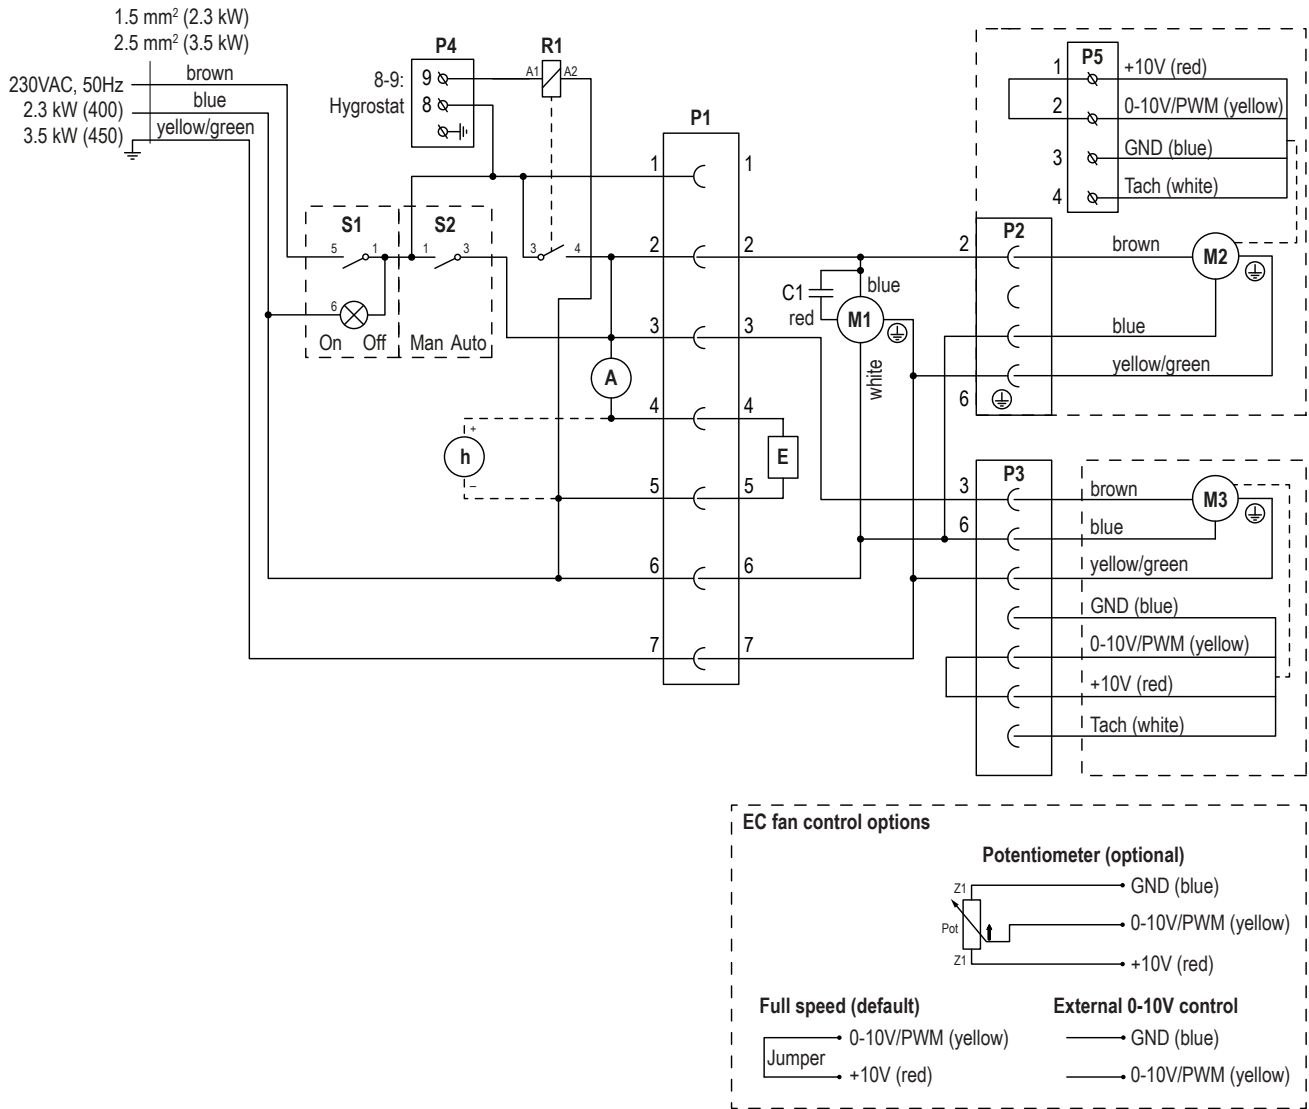 1.5 mm² (2.3 kW)
2.5 mm² (3.5 kW)
230VAC, 50Hz
2.3 kW (400)
3.5 kW (450)
brown
blue
yellow/green
P4
8-9:
Hygrostat
9
8
R1
A1
A2
S1
5
1
6
On Off
S2
1
3
Man Auto
3
4
A
h
+
–
P1
1
1
2
2
3
3
4
4
5
5
6
6
7
7
E
C1
blue
red
M1
white
P5
1
+10V (red)
2
0-10V/PWM (yellow)
3
GND (blue)
4
Tach (white)
P2
2
brown
M2
blue
yellow/green
6
P3
3
brown
M3
6
blue
yellow/green
GND (blue)
0-10V/PWM (yellow)
+10V (red)
Tach (white)
EC fan control options
Potentiometer (optional)
Z1
GND (blue)
Pot
0-10V/PWM (yellow)
Z1
+10V (red)
Full speed (default)
0-10V/PWM (yellow)
Jumper
+10V (red)
External 0-10V control
GND (blue)
0-10V/PWM (yellow)